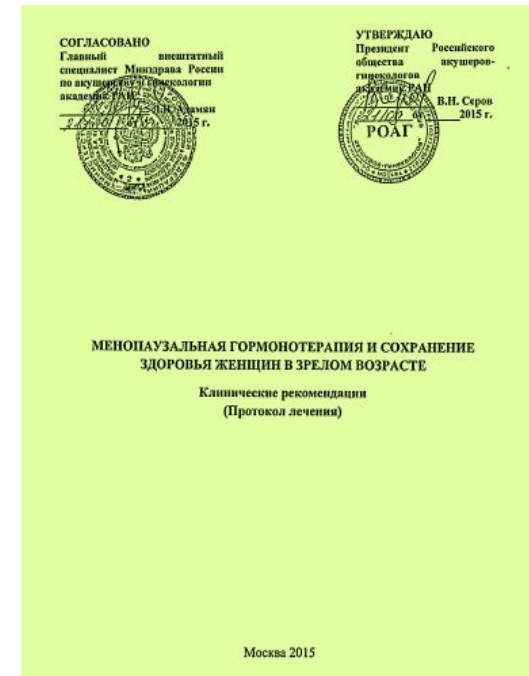 СОГЛАСОВАНО
Главный внештатный
специалист Минздрава России
по акушерству и гинекологии
академик РАН
Л.В. Адамян
2015 г.
УТВЕРЖДАЮ
Президент Российского
общества акушеров-
гинекологов
академик РАН
В.Н. Серов
2015 г.
РОАГ
МЕНОПАУЗАЛЬНАЯ ГОРМОНОТЕРАПИЯ И СОХРАНЕНИЕ
ЗДОРОВЬЯ ЖЕНЩИН В ЗРЕЛОМ ВОЗРАСТЕ
Клинические рекомендации
(Протокол лечения)
Москва 2015